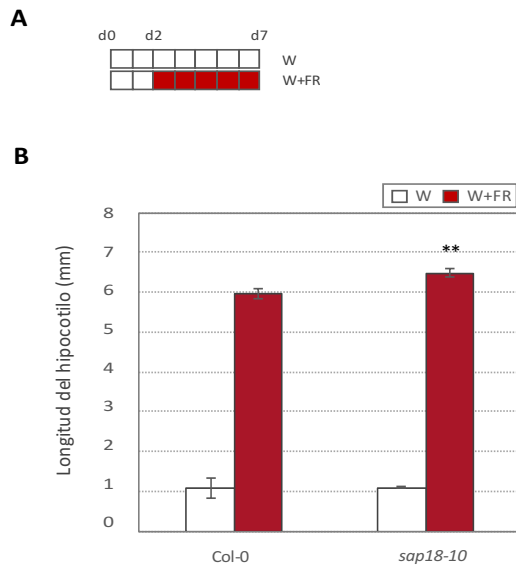 A
d0 d2 d7
W
W+FR
B
W W+FR
8
7
6
5
4
3
2
1
0
Longitud del hipocotilo (mm)
**
Col-0 sap18-10